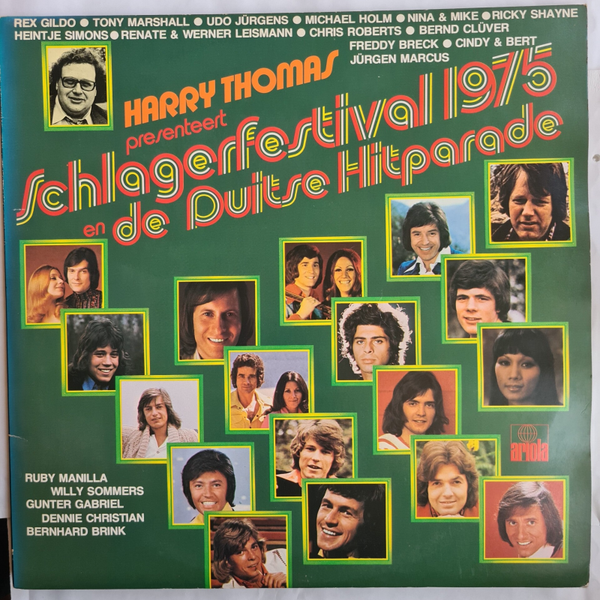 REX GILDO ● TONY MARSHALL ● UDO JÜRGENS ● MICHAEL HOLM ● NINA & MIKE ● RICKY SHAYNE
HEINTJE SIMONS ● RENATE & WERNER LEISMANN ● CHRIS ROBERTS ● BERND CLÜVER
FREDDY BRECK ● CINDY & BERT
JÜRGEN MARCUS
HARRY THOMAS
presenteert
Schlagerfestival 1975
en de Duitse Hitparade
ariola
RUBY MANILLA
WILLY SOMMERS
GUNTER GABRIEL
DENNIE CHRISTIAN
BERNHARD BRINK